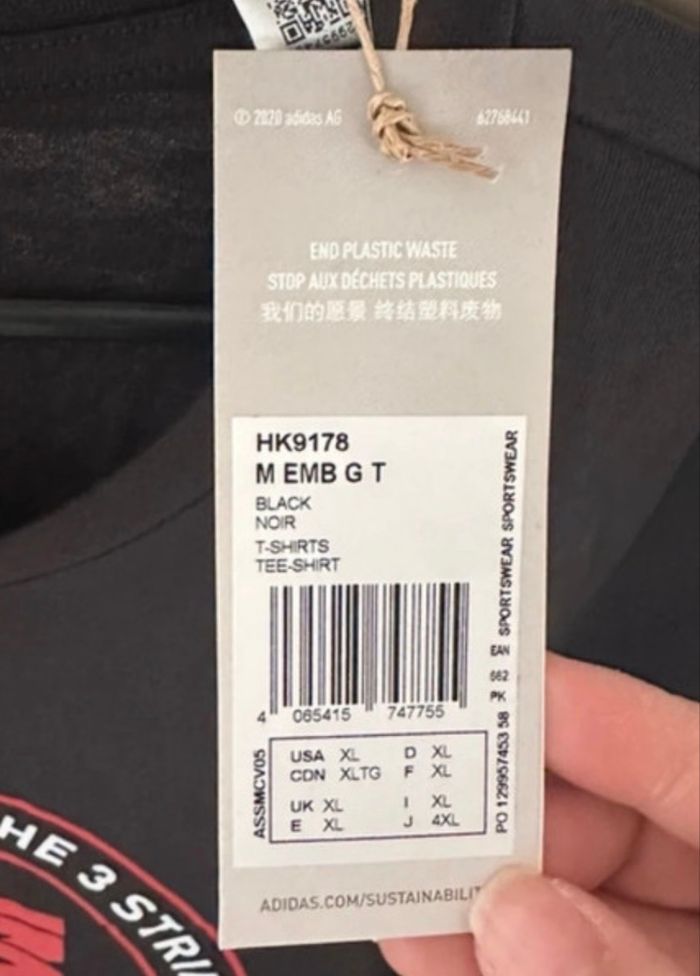 © 2020 adidas AG
62768441
END PLASTIC WASTE
STOP AUX DÉCHETS PLASTIQUES
我们的愿景 终结塑料废物
HK9178
M EMB G T
BLACK
NOIR
T-SHIRTS
TEE-SHIRT
4 065415 747755
USA XL D XL
CDN XLTG F XL
UK XL I XL
E XL J 4XL
ASSMCV05
SPORTSWEAR SPORTSWEAR
EAN
662
PK
PO 129957453 58
ADIDAS.COM/SUSTAINABILIT
HE 3 STRI